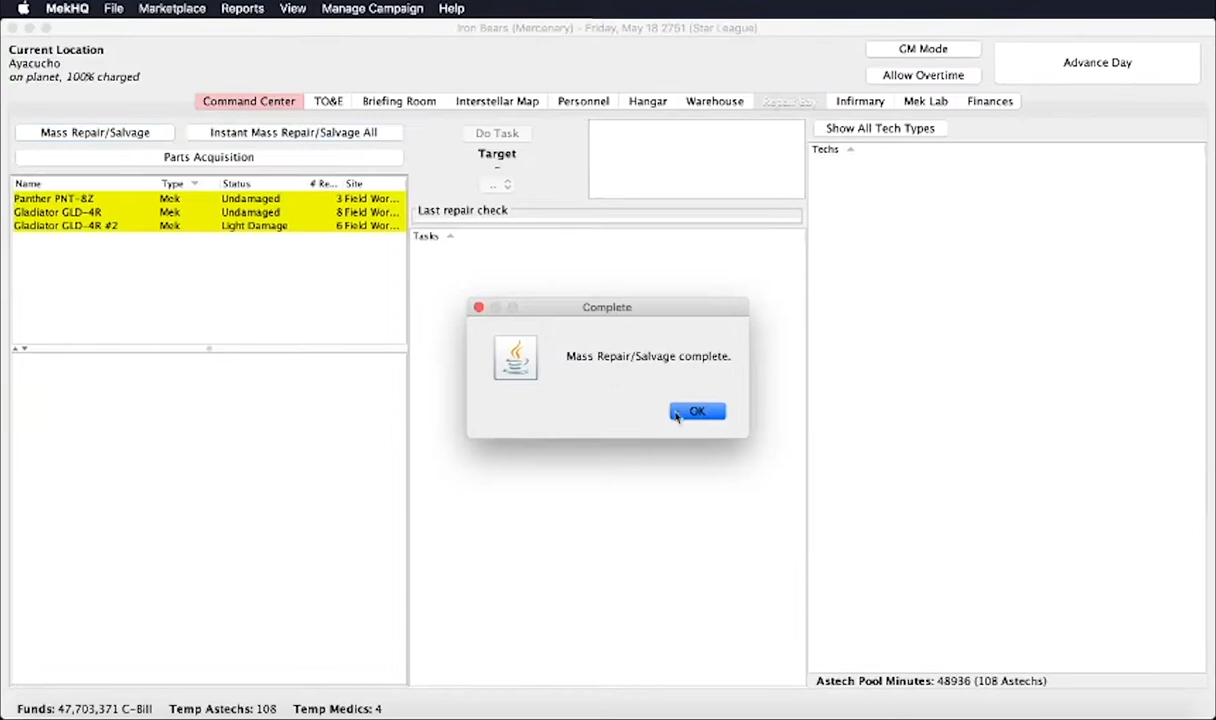 MekHQ File Marketplace Reports View Manage Campaign Help
Iron Bears (Mercenary) - Friday, May 18 2751 (Star League)
Current Location
Ayacucho
on planet, 100% charged
GM Mode
Allow Overtime
Advance Day
Command Center TO&E Briefing Room Interstellar Map Personnel Hangar Warehouse Repair Bay Infirmary Mek Lab Finances
Mass Repair/Salvage Instant Mass Repair/Salvage All
Parts Acquisition
Do Task
Target
-
..
Show All Tech Types
Techs
Name Type Status # Re... Site
Panther PNT-8Z Mek Undamaged 3 Field Wor...
Gladiator GLD-4R Mek Undamaged 8 Field Wor...
Gladiator GLD-4R #2 Mek Light Damage 6 Field Wor...
Last repair check
Tasks
Complete
Mass Repair/Salvage complete.
OK
Astech Pool Minutes: 48936 (108 Astechs)
Funds: 47,703,371 C-Bill Temp Astechs: 108 Temp Medics: 4